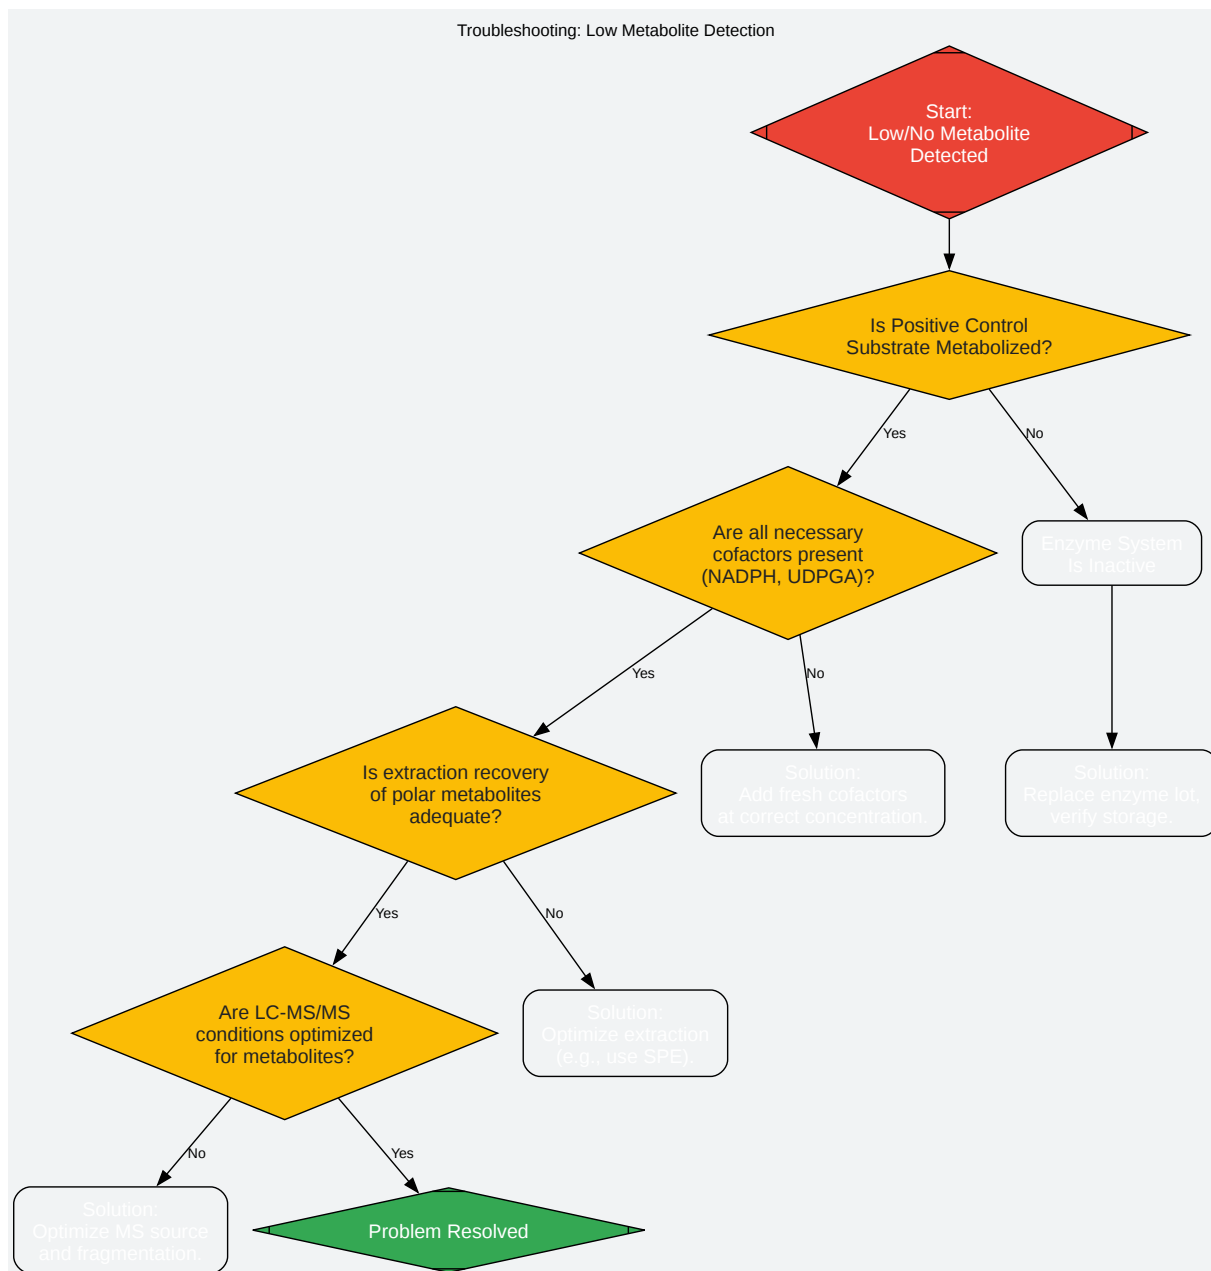 Troubleshooting: Low Metabolite Detection
Start:
Low/No Metabolite
Detected
Is Positive Control
Substrate Metabolized?
Yes
No
Are all necessary
cofactors present
(NADPH, UDPGA)?
Enzyme System
Is Inactive
Yes
No
Is extraction recovery
of polar metabolites
adequate?
Solution:
Add fresh cofactors
at correct concentration.
Solution:
Replace enzyme lot,
verify storage.
Yes
No
Are LC-MS/MS
conditions optimized
for metabolites?
Solution:
Optimize extraction
(e.g., use SPE).
No
Yes
Solution:
Optimize MS source
and fragmentation.
Problem Resolved